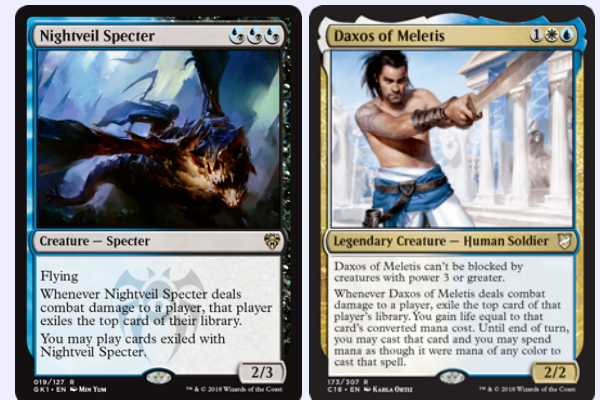 Nightveil Specter
Creature — Specter
Flying
Whenever Nightveil Specter deals
combat damage to a player, that player
exiles the top card of their library.
You may play cards exiled with
Nightveil Specter.
2/3
019/127 R
GK1 • EN Min Yum
™ & © 2018 Wizards of the Coast
Daxos of Meletis
1
Legendary Creature — Human Soldier
Daxos of Meletis can't be blocked by
creatures with power 3 or greater.
Whenever Daxos of Meletis deals combat
damage to a player, exile the top card of that
player's library. You gain life equal to that
card's converted mana cost. Until end of turn,
you may cast that card and you may spend
mana as though it were mana of any color to
cast that spell.
2/2
173/307 R
C18 • EN Karla Ortiz
™ & © 2018 Wizards of the Coast